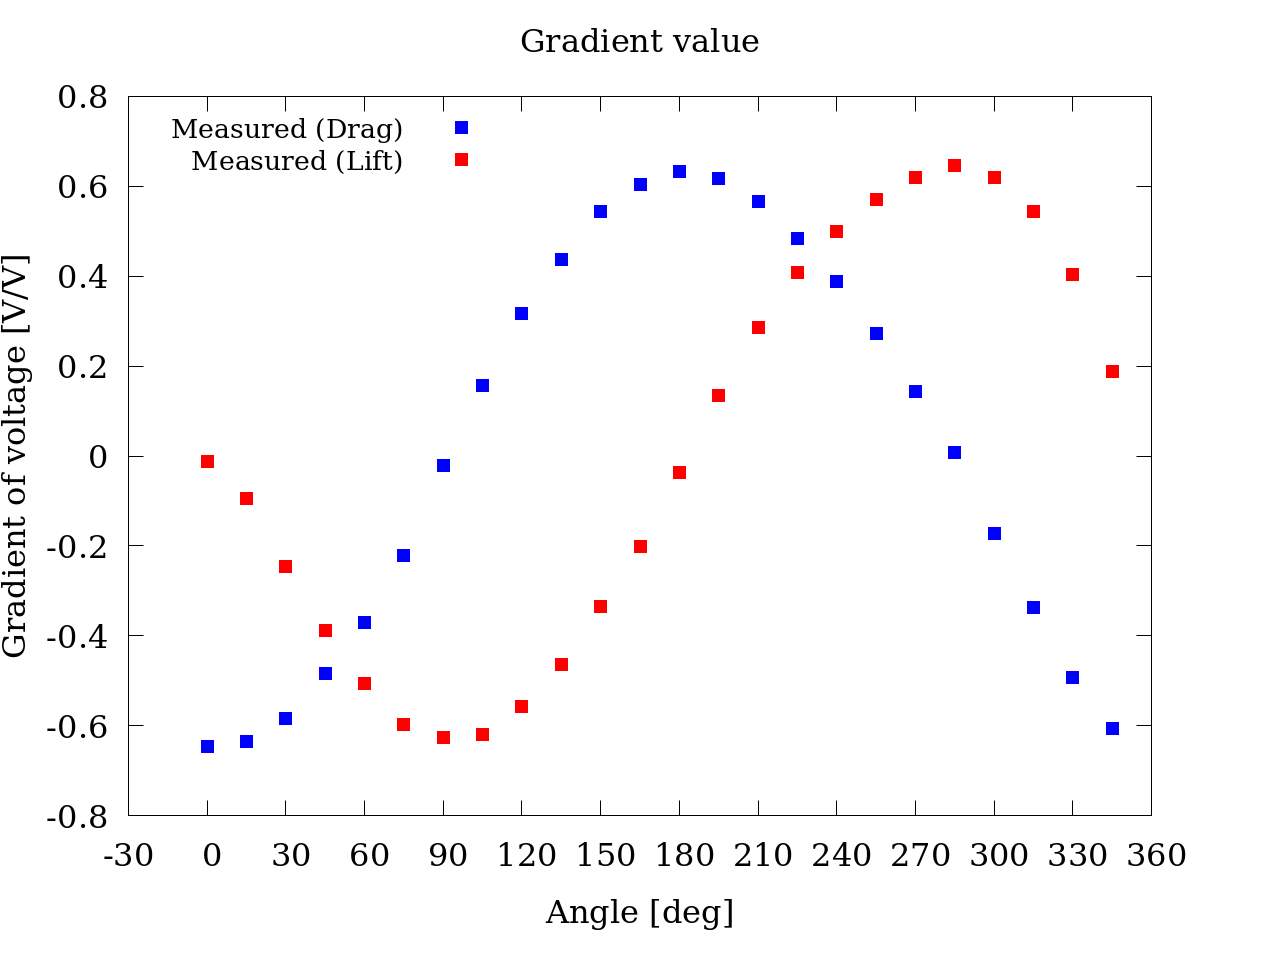 Gradient value
Measured (Drag)
Measured (Lift)
0.8
0.6
0.4
0.2
0
-0.2
-0.4
-0.6
-0.8
Gradient of voltage [V/V]
-30 0 30 60 90 120 150 180 210 240 270 300 330 360
Angle [deg]